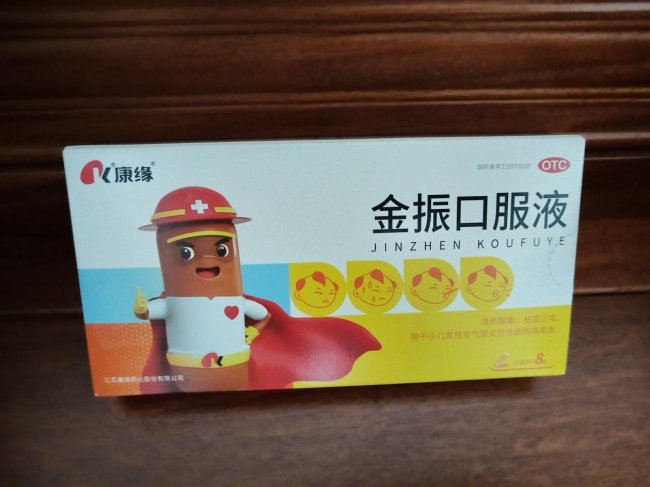 康缘
国药准字Z10970018
OTC
金振口服液
JINZHEN KOUFUYE
清热解毒，祛痰止咳。
用于小儿急性支气管炎符合痰热咳嗽者。
8
江苏康缘药业股份有限公司